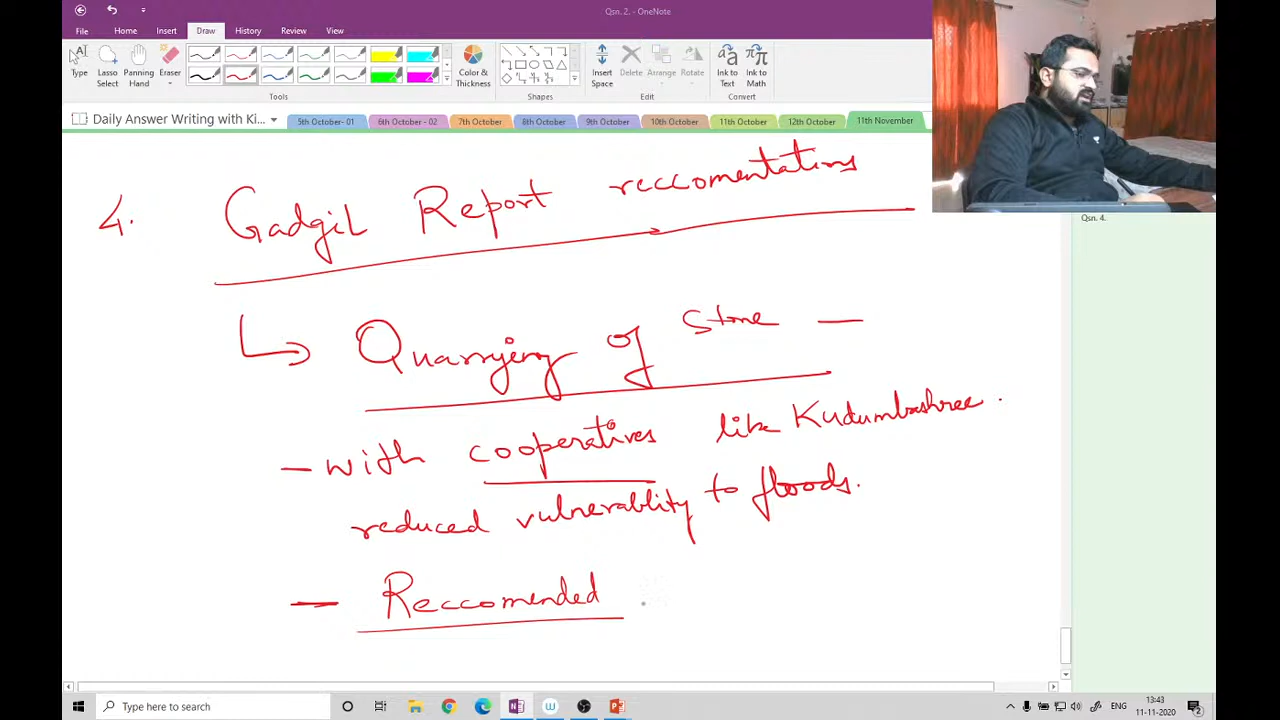 Qsn. 2. - OneNote
File Home Insert Draw History Review View
Type Lasso Select Panning Hand Eraser Color & Thickness Insert Space Delete Arrange Rotate Ink to Text Ink to Math
Tools Shapes Edit Convert
Daily Answer Writing with Ki... 5th October- 01 6th October - 02 7th October 8th October 9th October 10th October 11th October 12th October 11th November
Qsn. 4.
4. Gadgil Report reccomentations
Quarrying of Stone —
- with cooperatives like Kudumbashree.
reduced vulnerablity to floods.
- Reccomended
Type here to search
ENG 13:43
11-11-2020 2